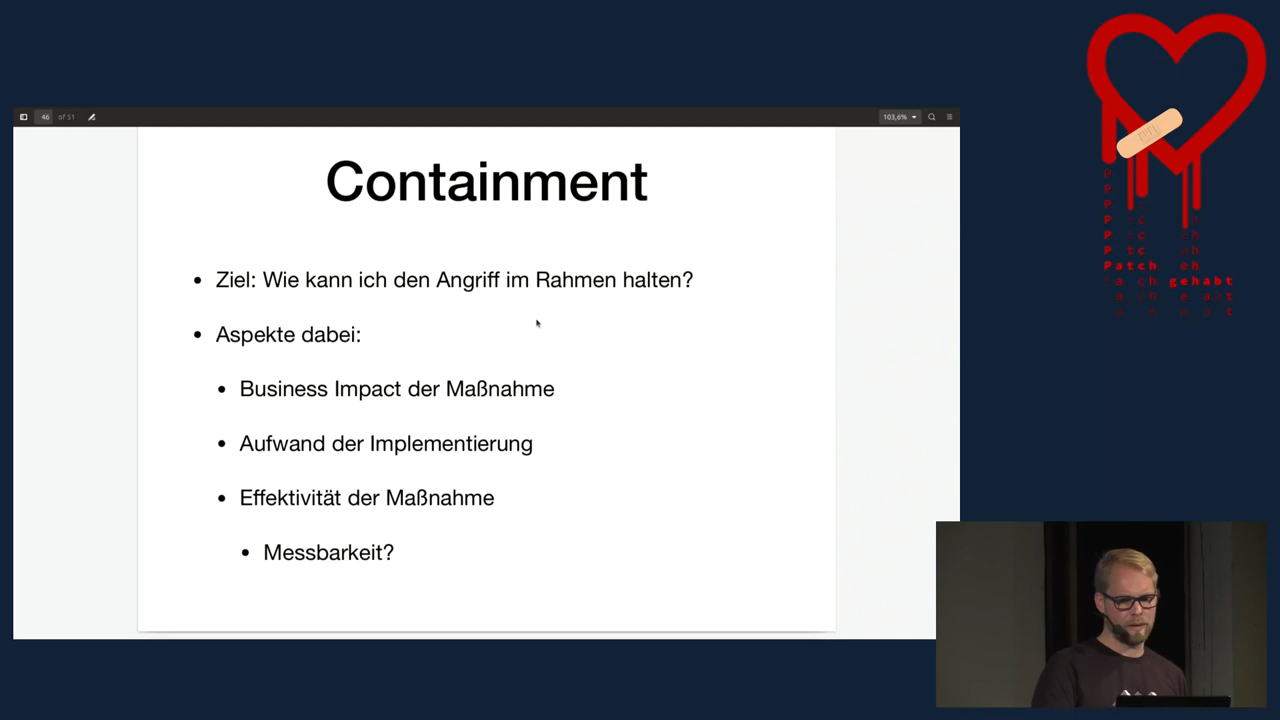 46 of 51
103,6%
Containment
• Ziel: Wie kann ich den Angriff im Rahmen halten?
• Aspekte dabei:
• Business Impact der Maßnahme
• Aufwand der Implementierung
• Effektivität der Maßnahme
• Messbarkeit?
Patch
gehabt